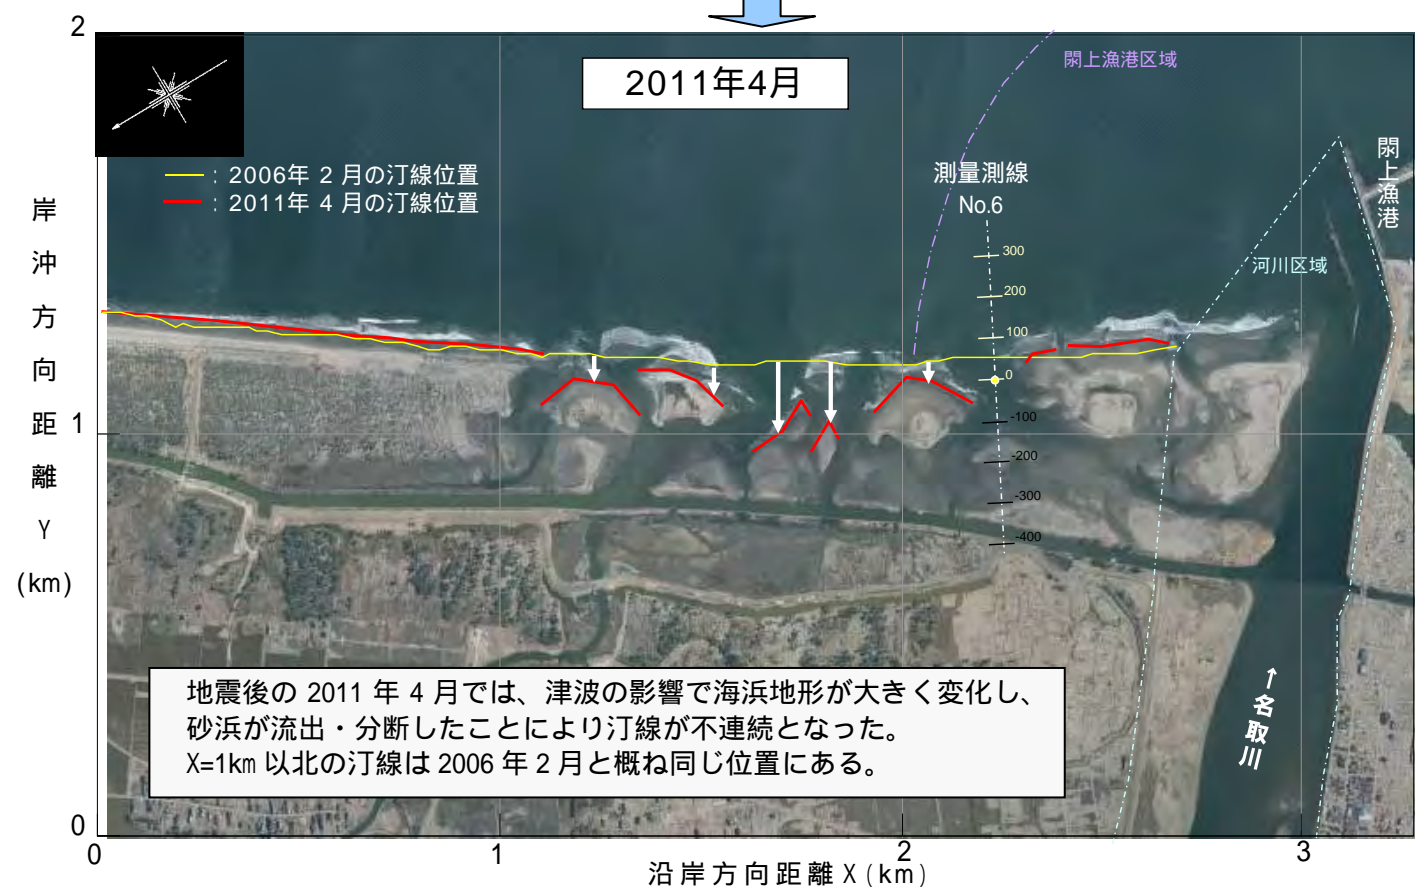 2
2011年4月
閖上漁港区域
: 2006年 2 月の汀線位置
: 2011年 4 月の汀線位置
測量測線
No.6
閖上漁港
河川区域
300
200
100
0
-100
-200
-300
-400
岸沖方向距離 Y (km)
1
地震後の 2011 年 4 月では、津波の影響で海浜地形が大きく変化し、
砂浜が流出・分断したことにより汀線が不連続となった。
X=1km 以北の汀線は 2006 年 2 月と概ね同じ位置にある。
↑名取川
0
0
1
2
3
沿岸方向距離 X (km)